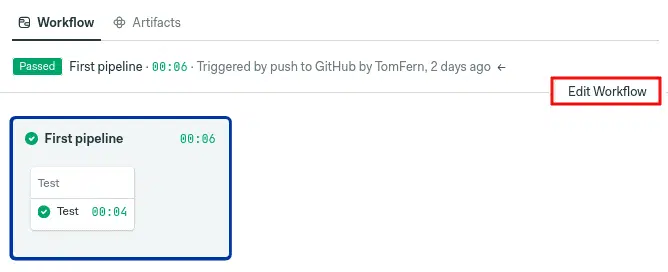 Workflow Artifacts
Passed First pipeline · 00:06 · Triggered by push to GitHub by TomFern, 2 days ago ←
Edit Workflow
First pipeline 00:06
Test
Test 00:04